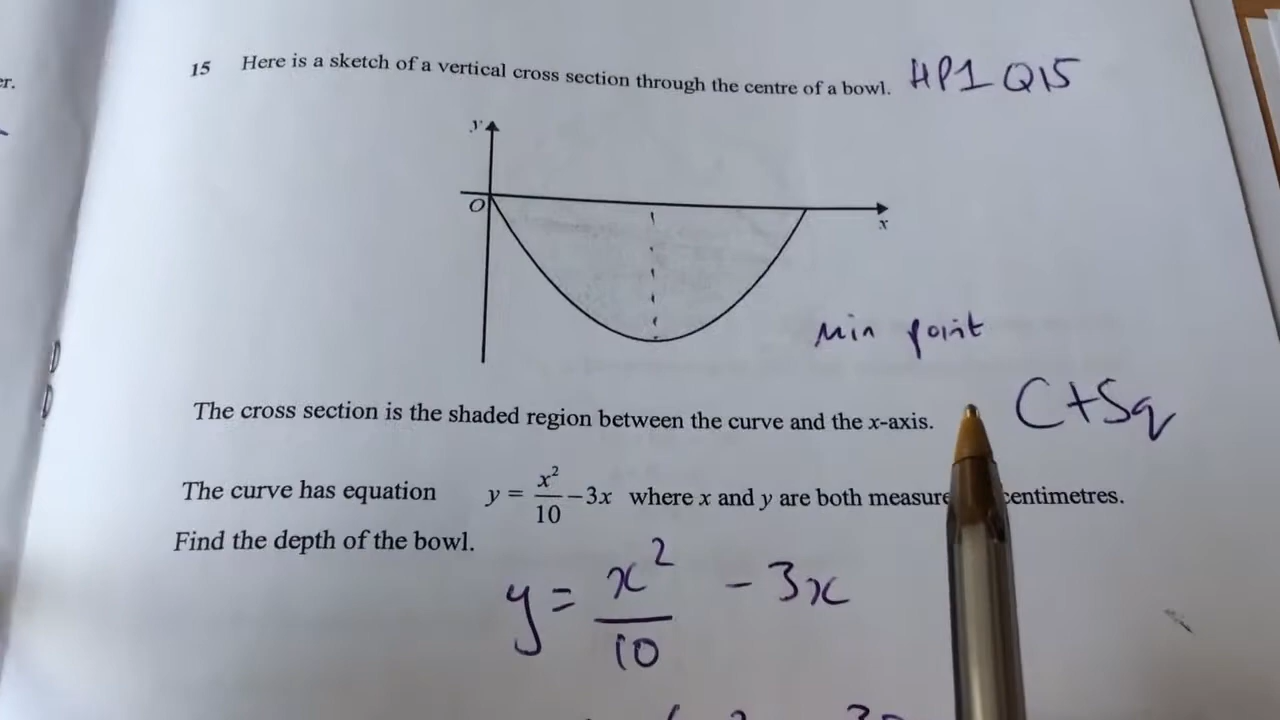 er.
15 Here is a sketch of a vertical cross section through the centre of a bowl. HP1 Q15
y
O
x
Min point
The cross section is the shaded region between the curve and the x-axis. C+Sq
The curve has equation y = x²/10 − 3x where x and y are both measure centimetres.
Find the depth of the bowl.
y = x²/10 − 3x